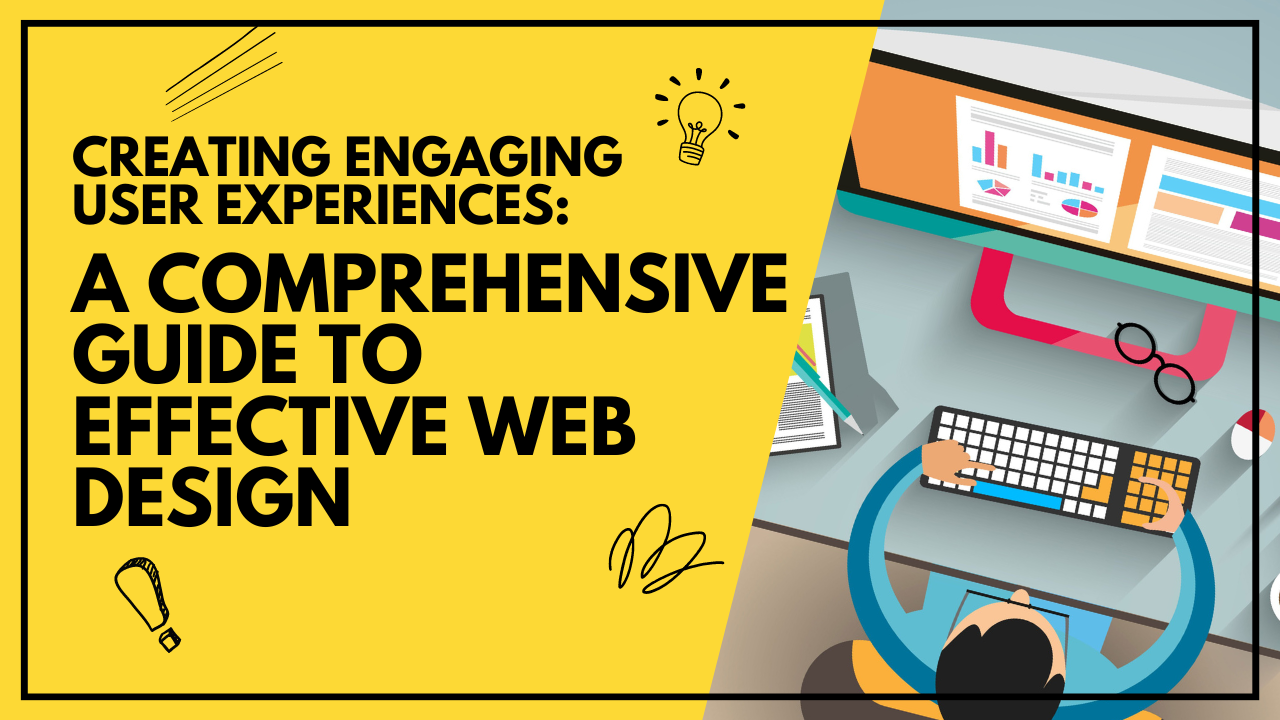 CREATING ENGAGING
USER EXPERIENCES:
A COMPREHENSIVE
GUIDE TO
EFFECTIVE WEB
DESIGN